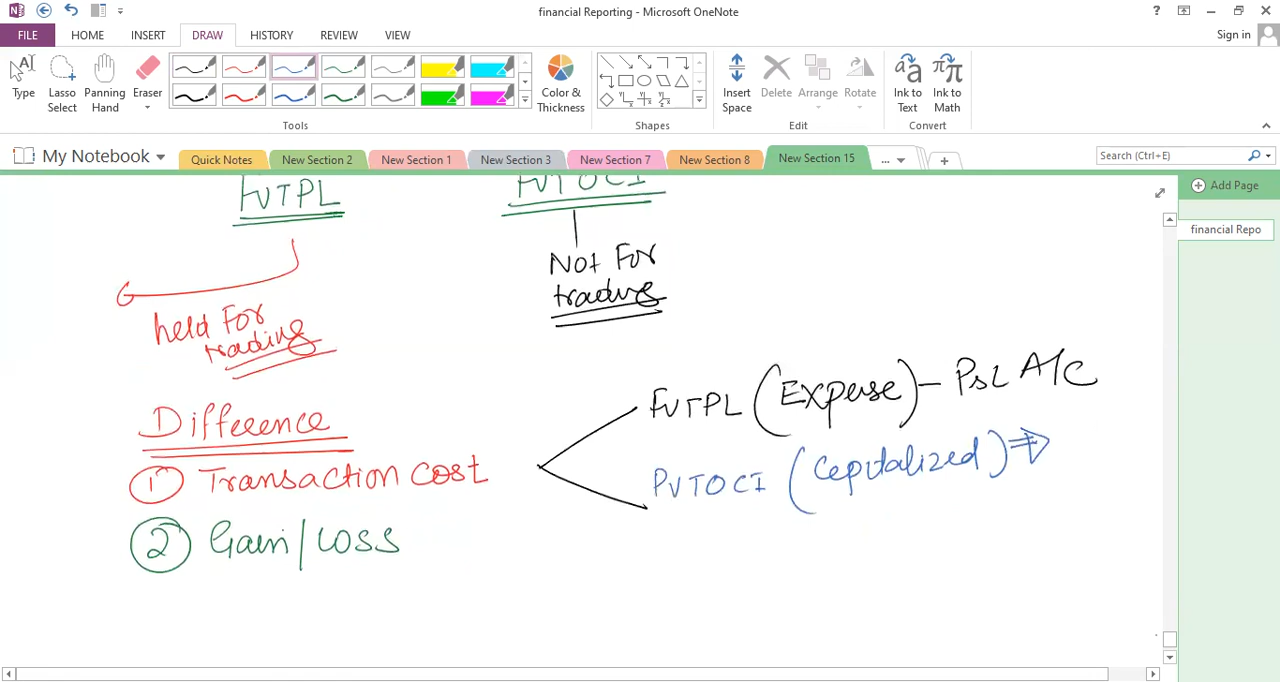 financial Reporting - Microsoft OneNote
Sign in
FILE HOME INSERT DRAW HISTORY REVIEW VIEW
Type
Lasso Select
Panning Hand
Eraser
Color & Thickness
Insert Space
Delete
Arrange
Rotate
Ink to Text
Ink to Math
Tools
Shapes
Edit
Convert
My Notebook
Quick Notes
New Section 2
New Section 1
New Section 3
New Section 7
New Section 8
New Section 15
...
Search (Ctrl+E)
Add Page
financial Repo
FVTPL
FVTOCI
Not For
trading
held For
trading
Difference
FVTPL (Expense) - P&L A/C
① Transaction cost
FVTOCI (Capitalized) ⇒
② Gain/Loss